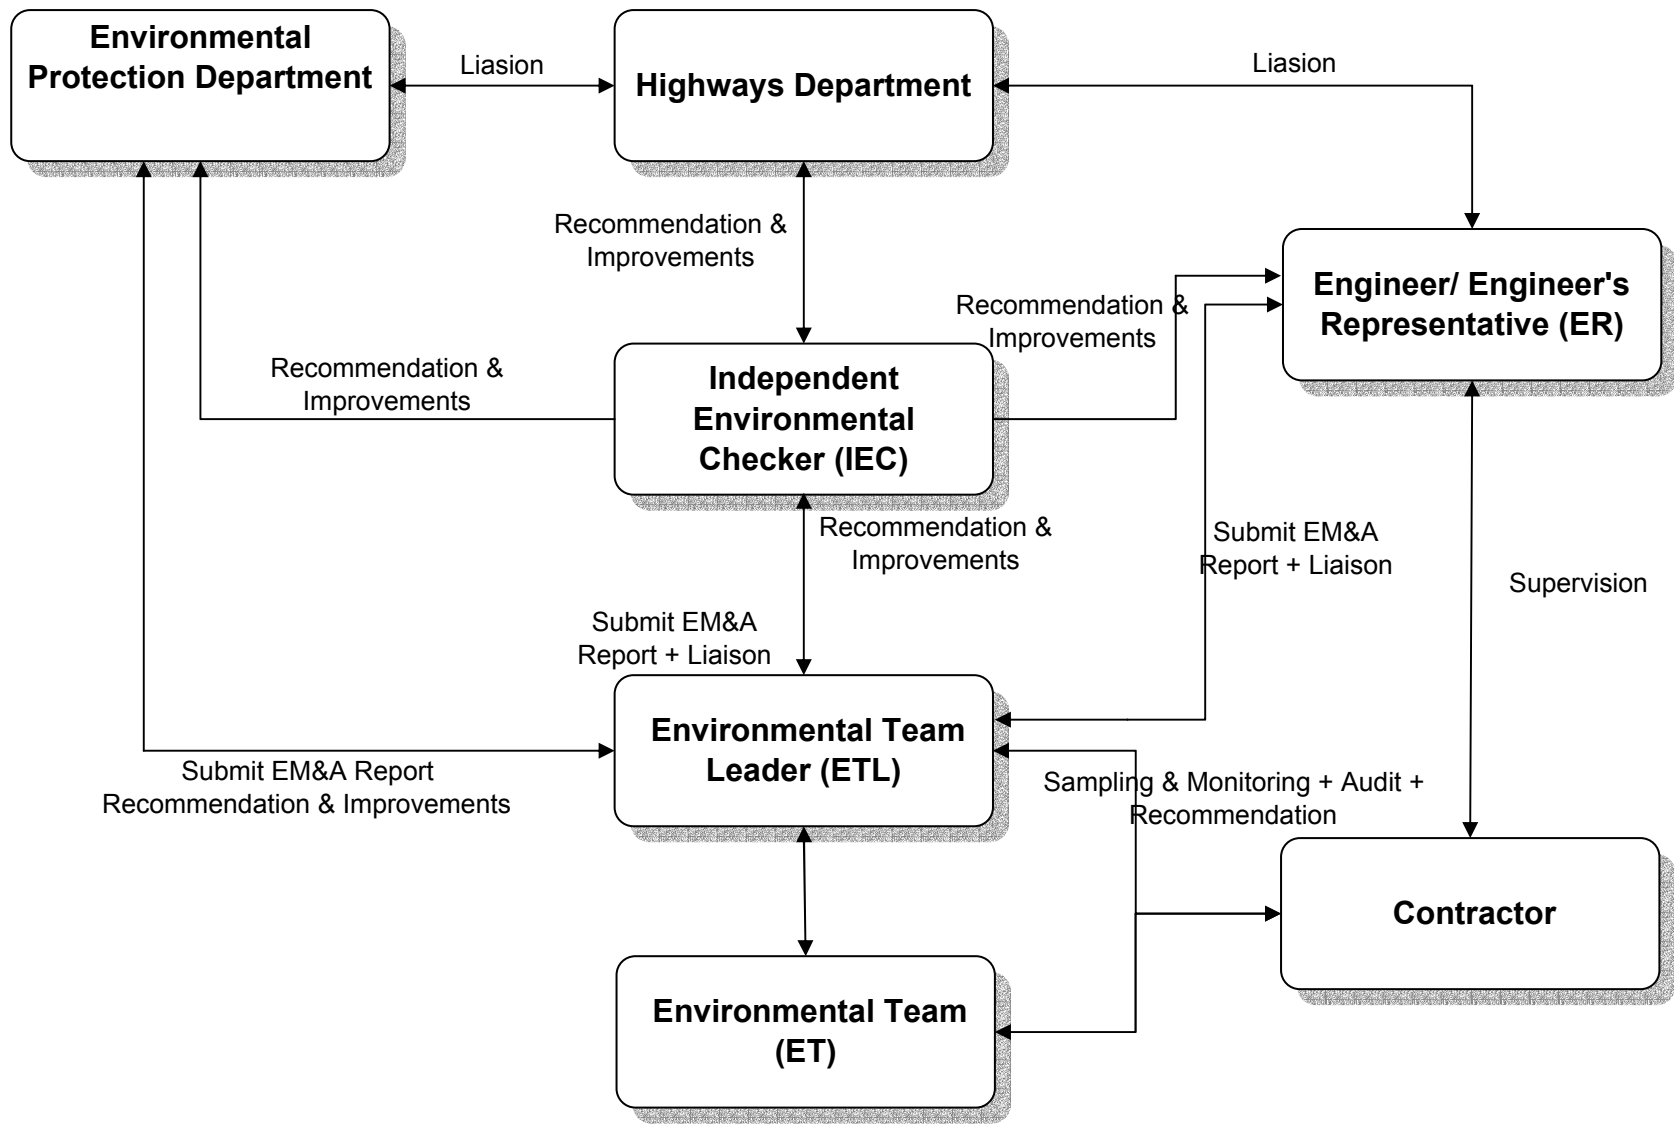 Environmental
Protection Department
Liasion
Highways Department
Liasion
Recommendation &
Improvements
Engineer/ Engineer's
Representative (ER)
Recommendation &
Improvements
Recommendation &
Improvements
Independent
Environmental
Checker (IEC)
Recommendation &
Improvements
Submit EM&A
Report + Liaison
Supervision
Submit EM&A
Report + Liaison
Environmental Team
Leader (ETL)
Submit EM&A Report
Recommendation & Improvements
Sampling & Monitoring + Audit +
Recommendation
Contractor
Environmental Team
(ET)